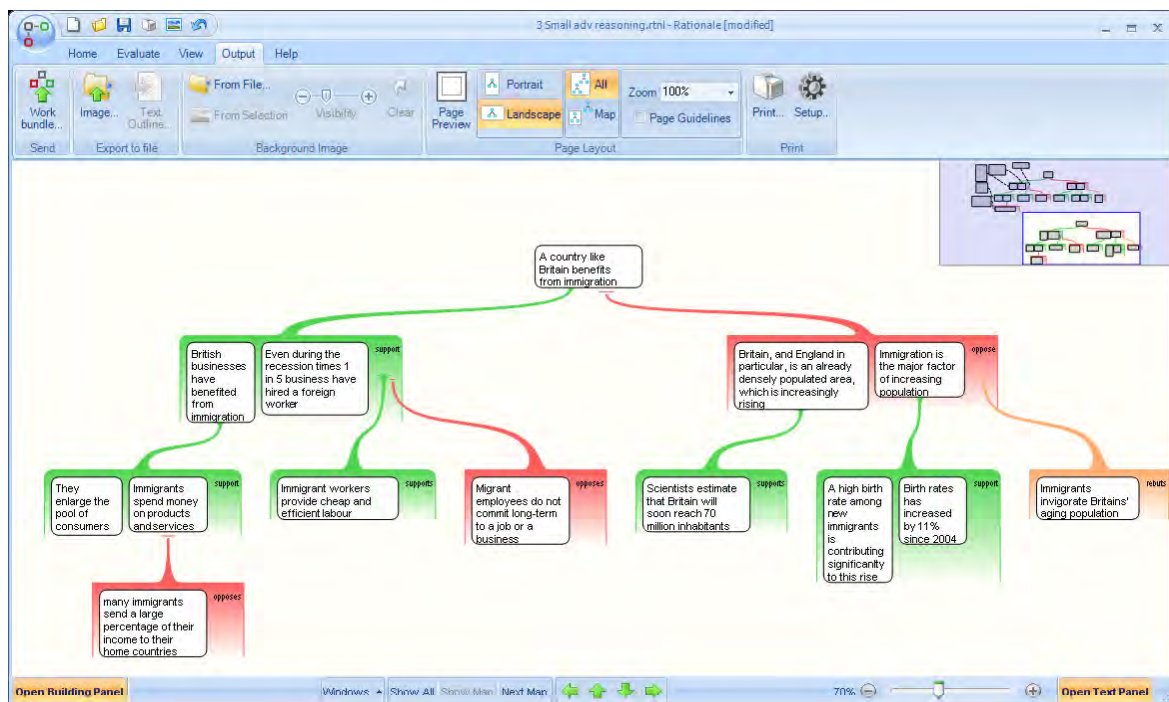 3 Small adv reasoning.rtnl - Rationale [modified]
Home Evaluate View Output Help
Work bundle...
Image...
Text Outline...
From File...
From Selection
Visibility
Clear
Page Preview
Portrait
Landscape
All
Map
Zoom 100%
Page Guidelines
Print...
Setup..
Send
Export to file
Background Image
Page Layout
Print
A country like
Britain benefits
from immigration
British
businesses
have
benefited
from
immigration
Even during the
recession times 1
in 5 business have
hired a foreign
worker
support
Britain, and England in
particular, is an already
densely populated area,
which is increasingly
rising
Immigration is
the major factor
of increasing
population
oppose
They
enlarge the
pool of
consumers
Immigrants
spend money
on products
and services
support
Immigrant workers
provide cheap and
efficient labour
supports
Migrant
employees do not
commit long-term
to a job or a
business
opposes
Scientists estimate
that Britain will
soon reach 70
million inhabitants
supports
A high birth
rate among
new
immigrants
is
contributing
significanlty
to this rise
Birth rates
has
increased
by 11%
since 2004
support
Immigrants
invigorate Britains'
aging population
rebuts
many immigrants
send a large
percentage of their
income to their
home countries
opposes
Open Building Panel
Windows
Show All
Show Map
Next Map
70%
Open Text Panel